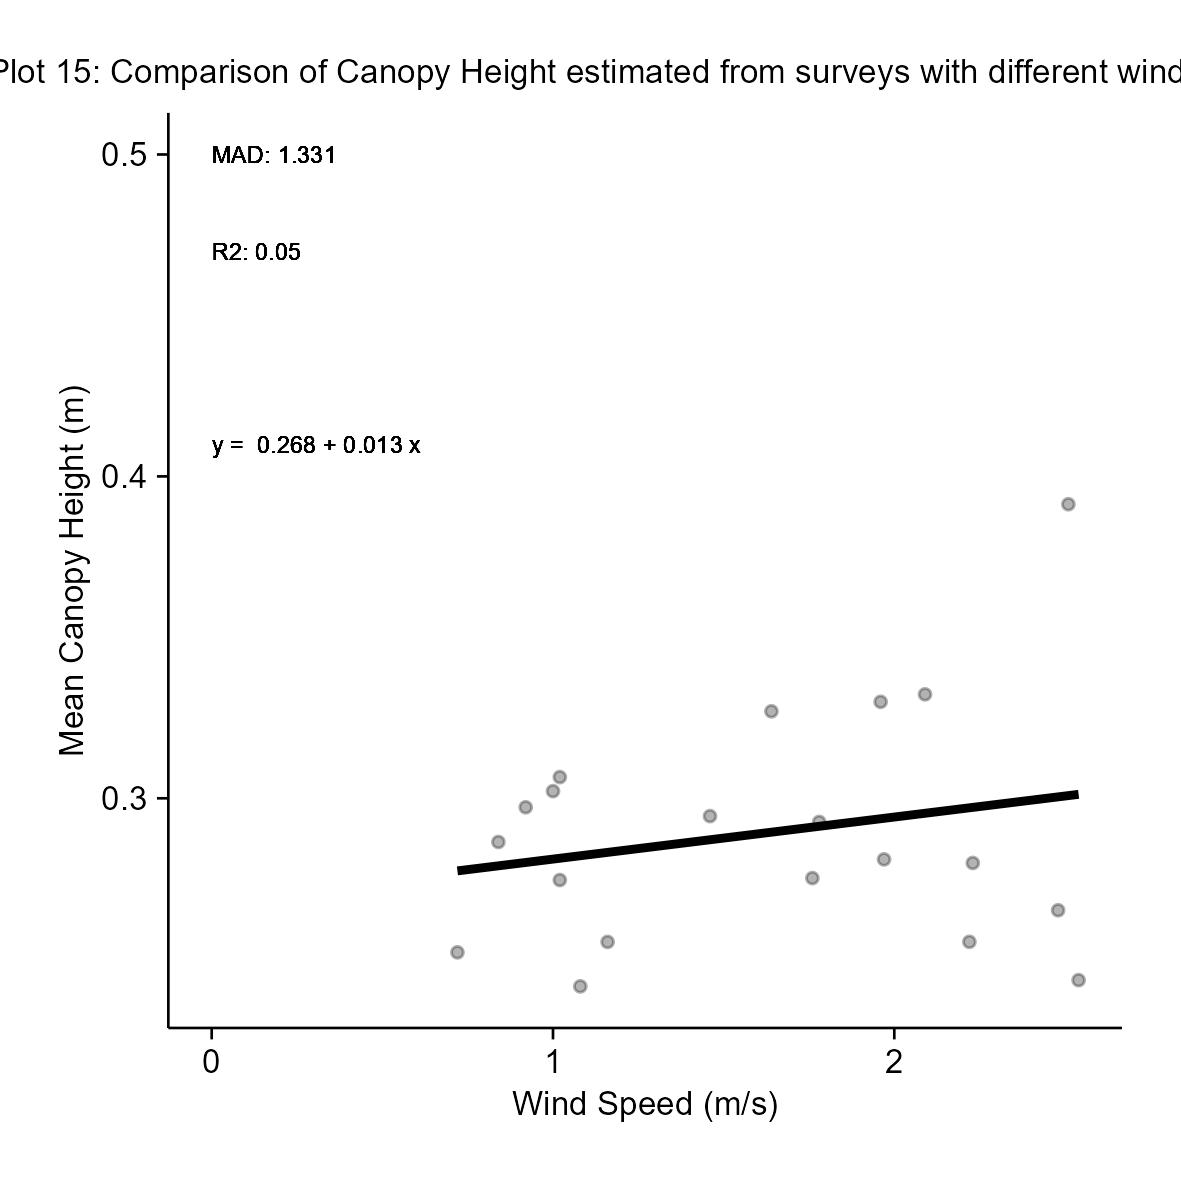 Plot 15: Comparison of Canopy Height estimated from surveys with different wind
0.5
MAD: 1.331
R2: 0.05
y =  0.268 + 0.013 x
0.4
Mean Canopy Height (m)
0.3
0 1 2
Wind Speed (m/s)